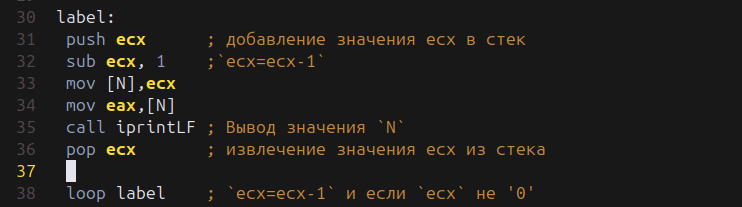 30 label:
31 push ecx ; добавление значения ecx в стек
32 sub ecx, 1 ;`ecx=ecx-1`
33 mov [N],ecx
34 mov eax,[N]
35 call iprintLF ; Вывод значения `N`
36 pop ecx ; извлечение значения ecx из стека
37
38 loop label ; `ecx=ecx-1` и если `ecx` не '0'